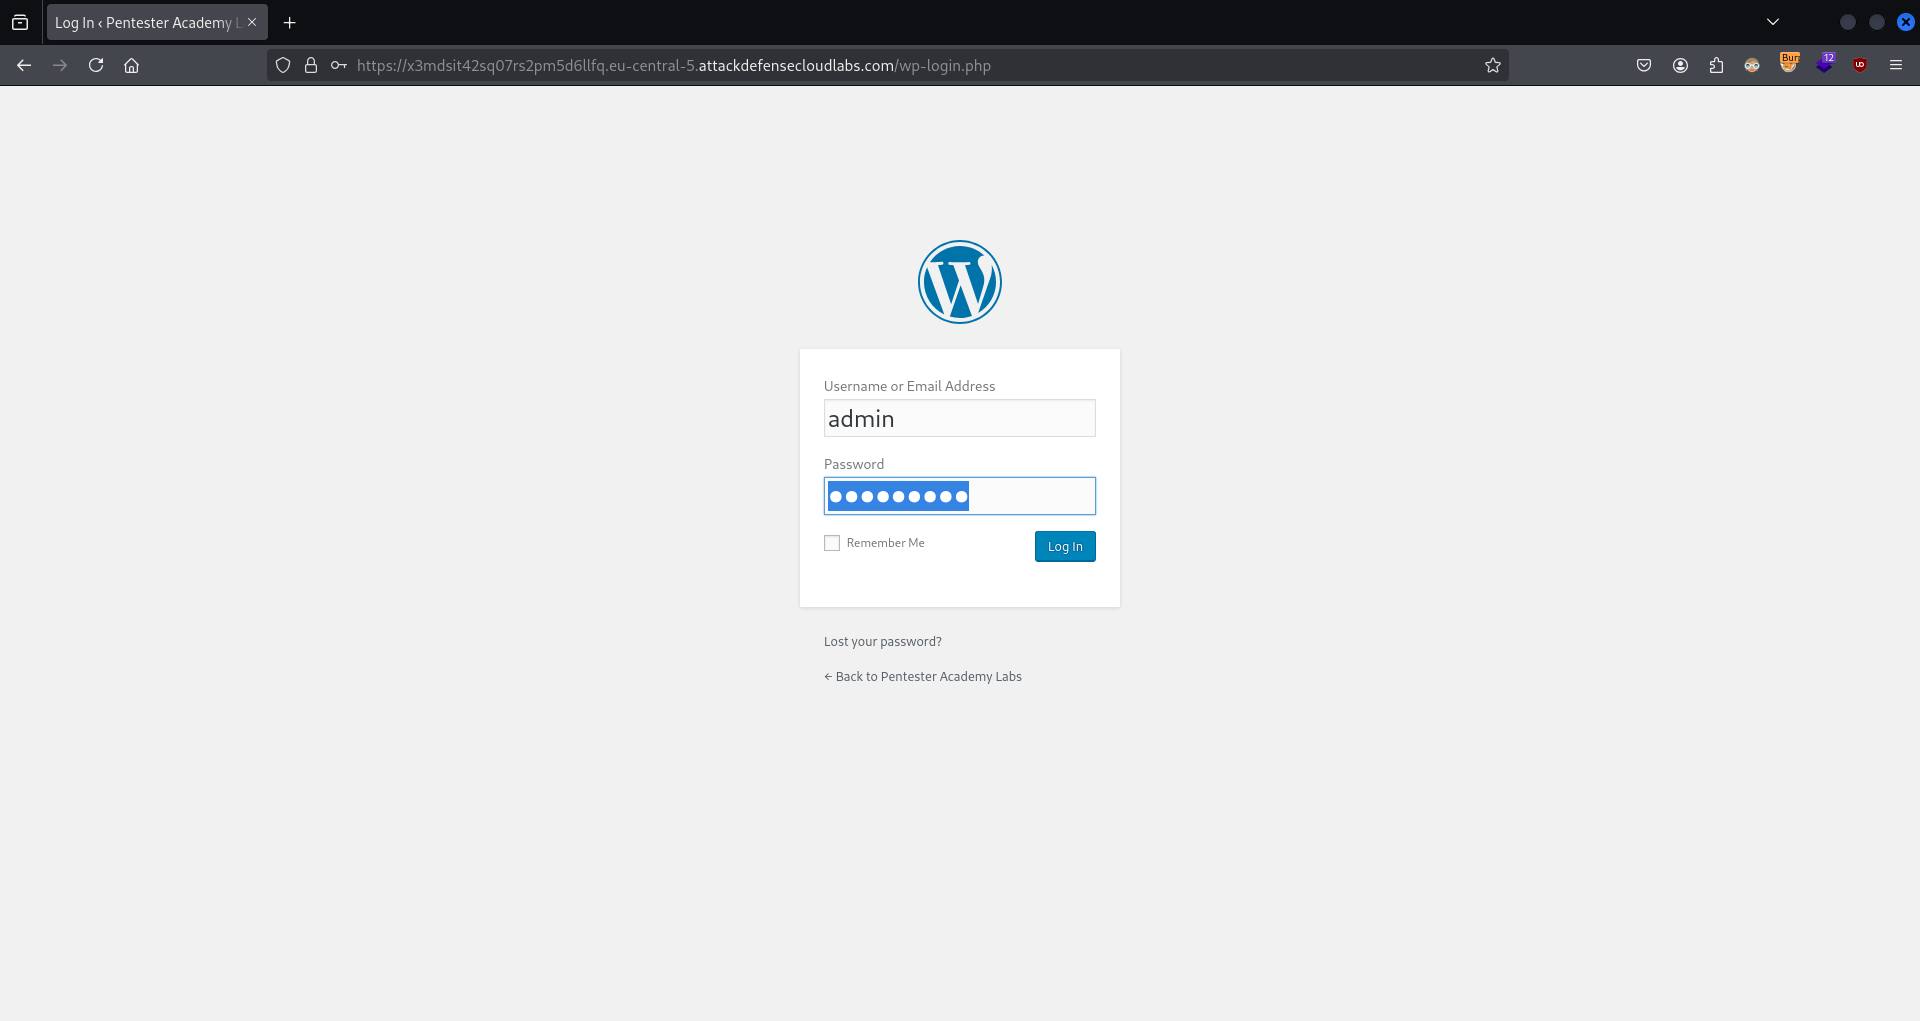 Log In ‹ Pentester Academy L
https://x3mdsit42sq07rs2pm5d6llfq.eu-central-5.attackdefensecloudlabs.com/wp-login.php
Bur
12
Username or Email Address
admin
Password
Remember Me
Log In
Lost your password?
← Back to Pentester Academy Labs